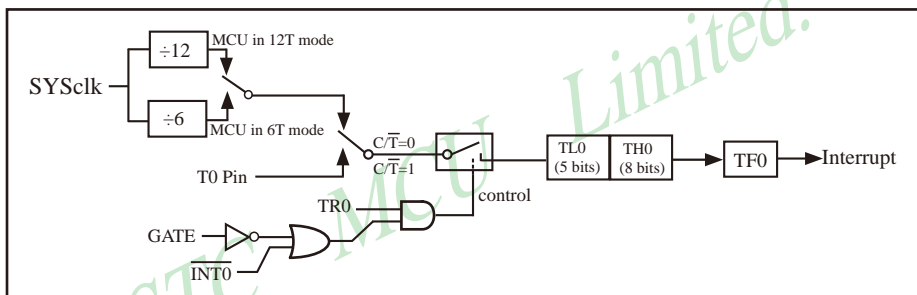 ÷12
MCU in 12T mode
SYSclk
÷6
MCU in 6T mode
C/T̅=0
C/T̅=1
T0 Pin
TL0
(5 bits)
TH0
(8 bits)
TF0
Interrupt
control
TR0
GATE
I̅N̅T̅0̅
STC MCU Limited.